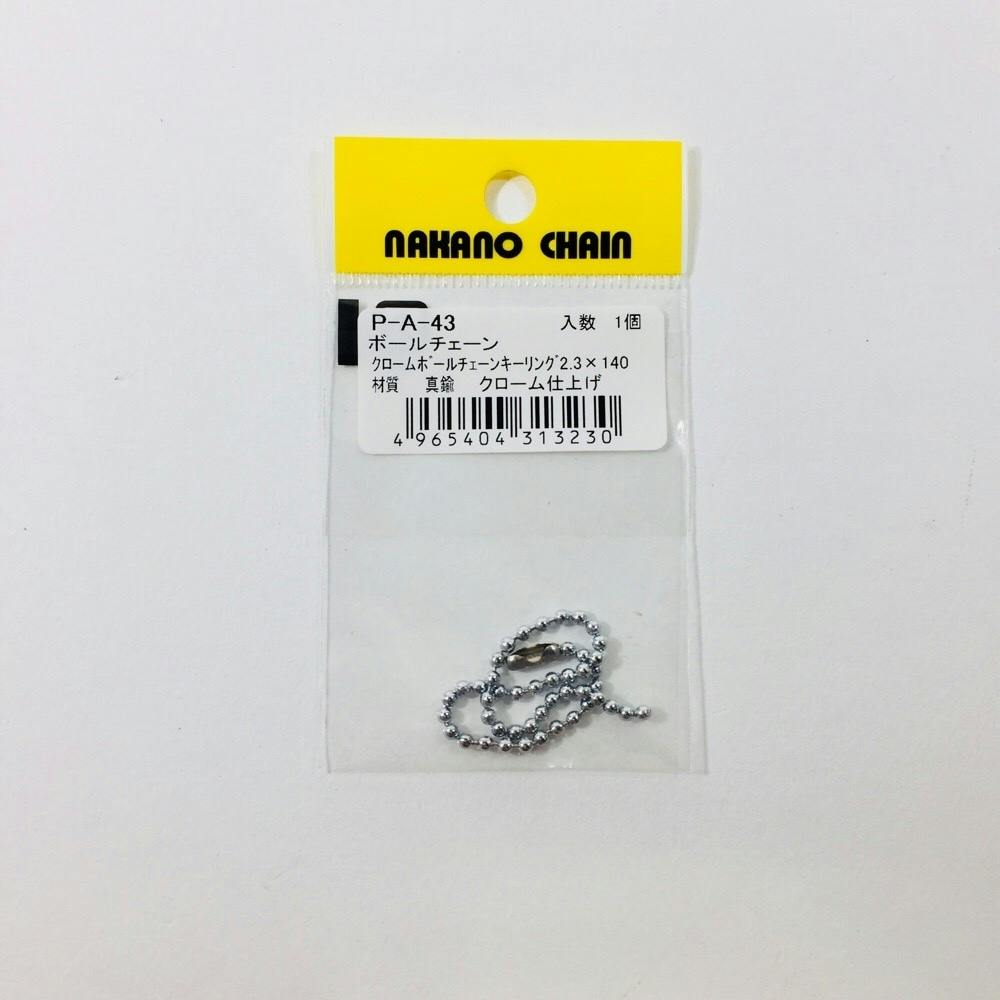 NAKANO CHAIN
P-A-43 入数 1個
ボールチェーン
クロームボールチェーンキーリング2.3×140
材質 真鍮 クローム仕上げ
4 965404 313230